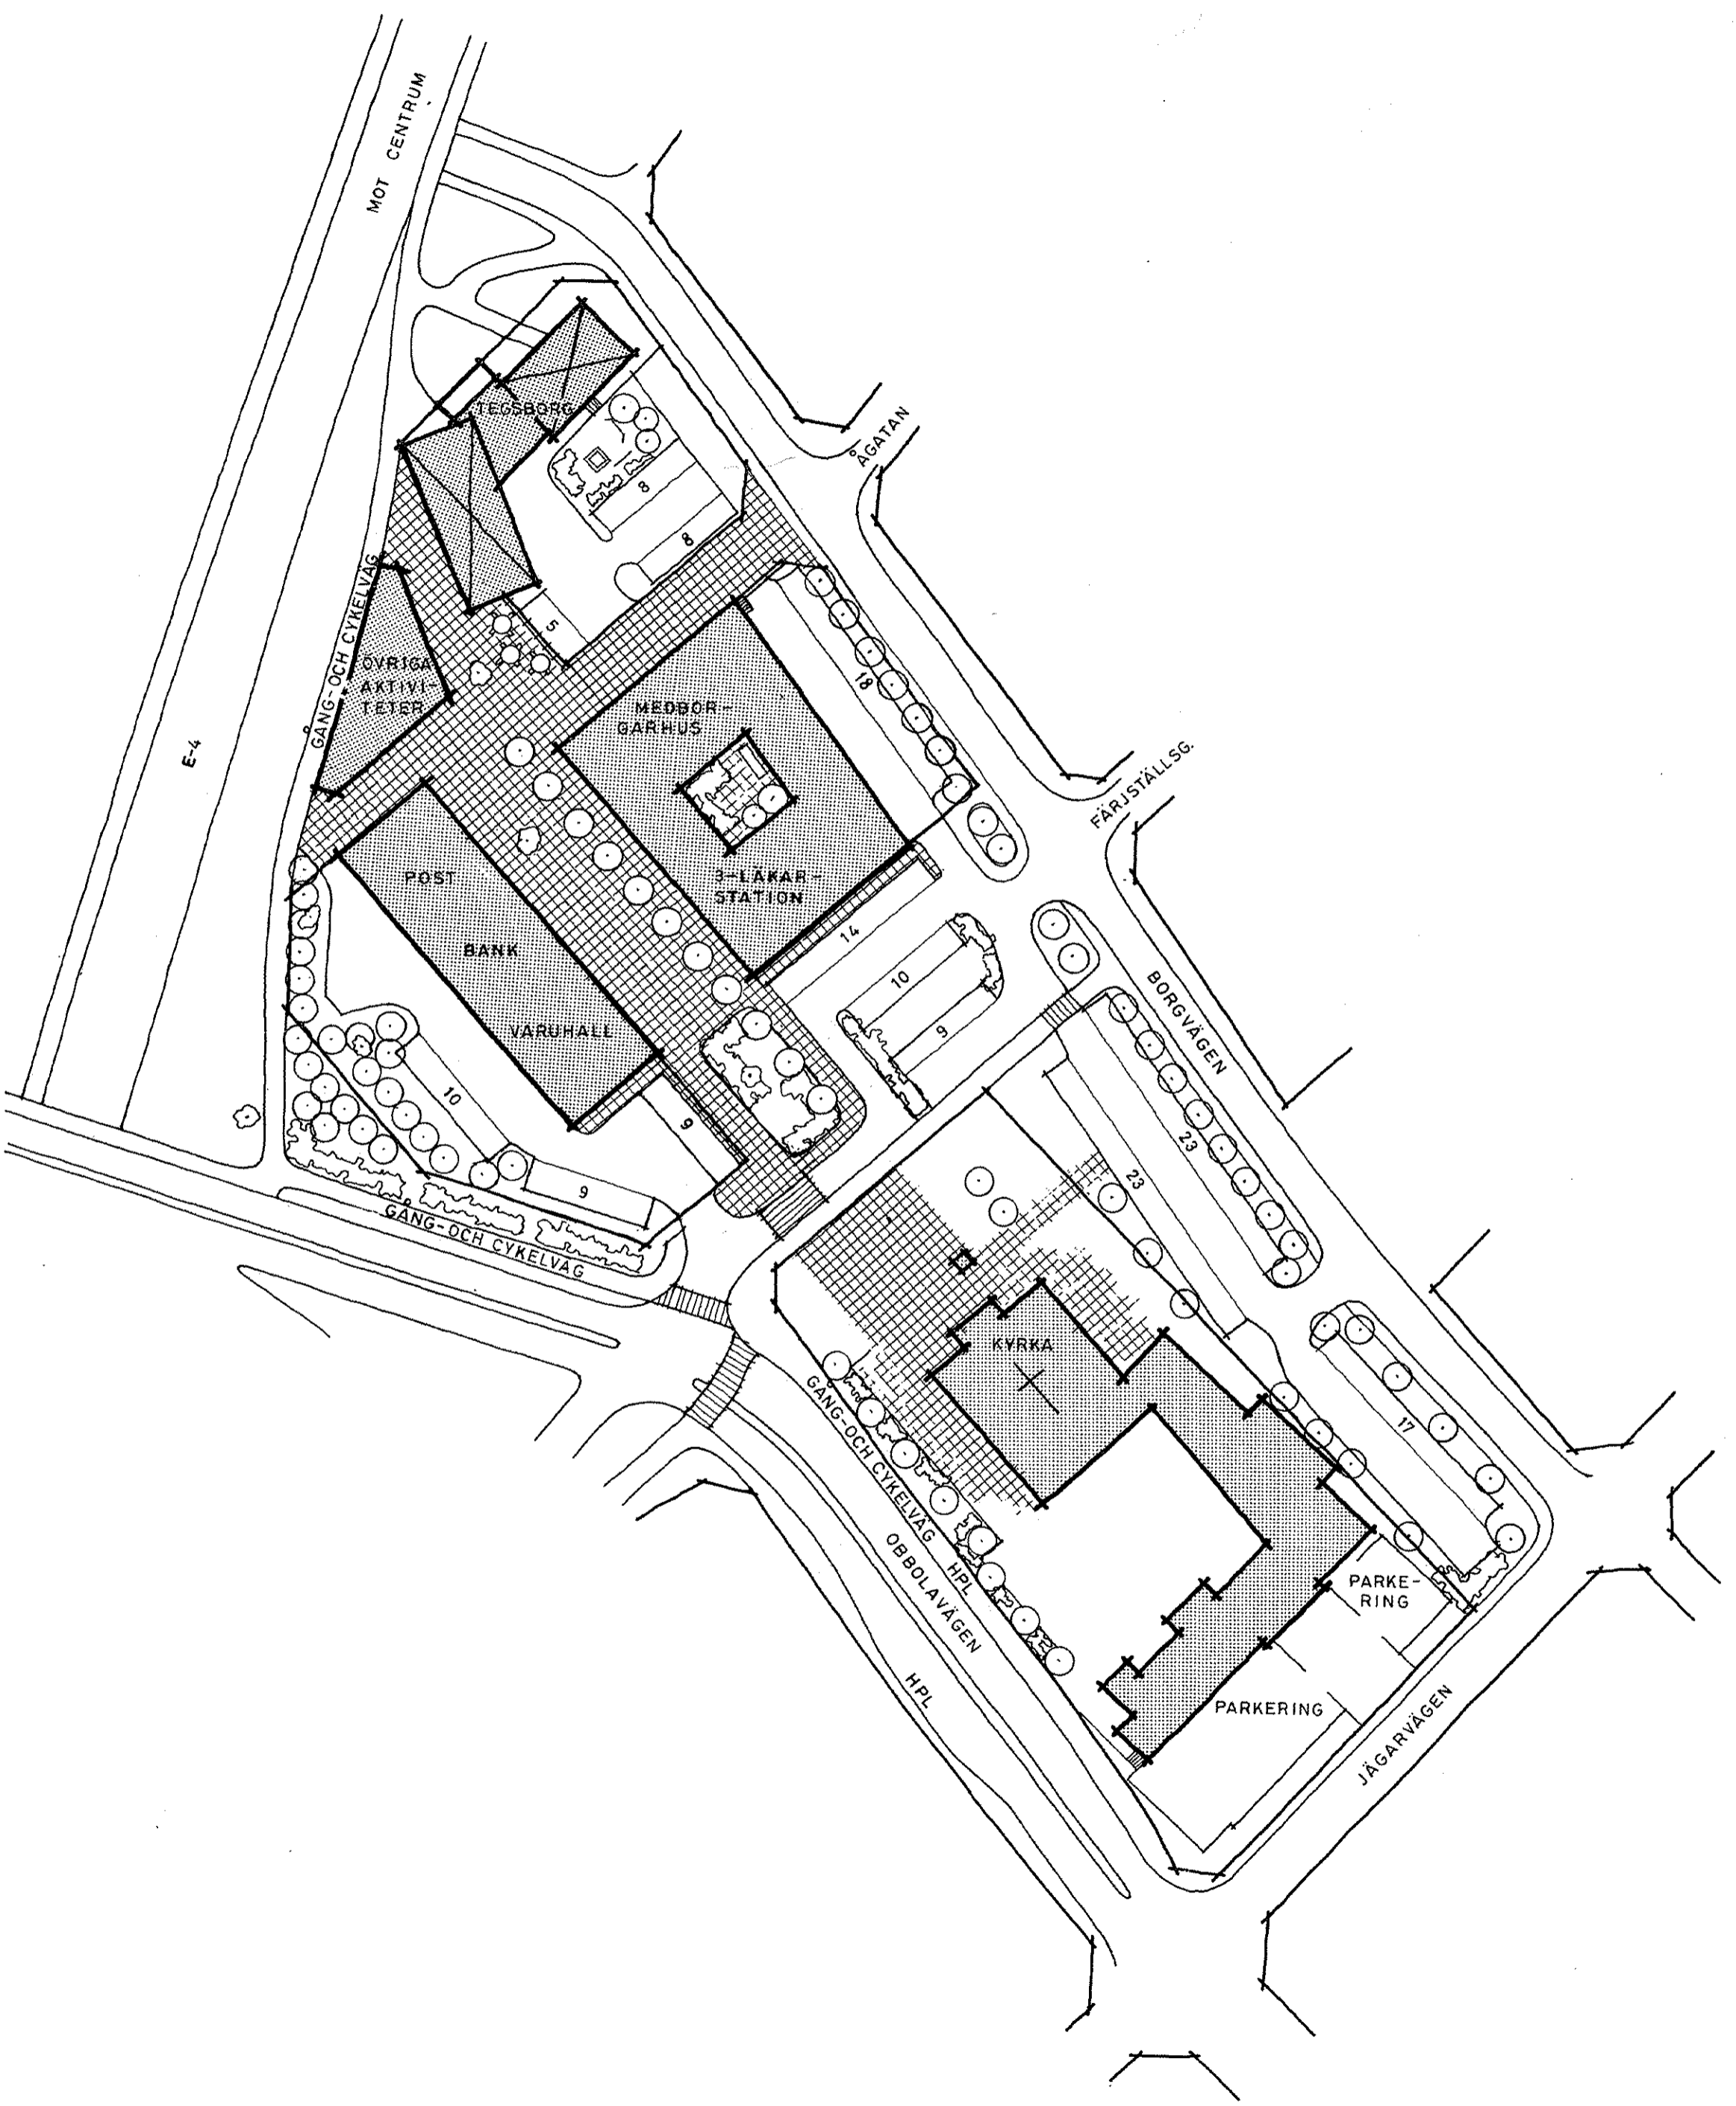 MOT CENTRUM
TEGSBORG
ÅGATAN
8
8
5
GÅNG- OCH CYKELVÄG
ÖVRIGA
AKTIVI-
TETER
E-4
MEDBOR-
GARHUS
18
FÄRJSTÄLLSG.
POST
3-LÄKAR-
STATION
BANK
14
10
9
VARUHALL
BORGVÄGEN
10
9
9
23
23
GÅNG- OCH CYKELVÄG
KYRKA
GÅNG- OCH CYKELVÄG
HPL
OBBOLAVÄGEN
17
HPL
PARKE-
RING
PARKERING
JÄGARVÄGEN